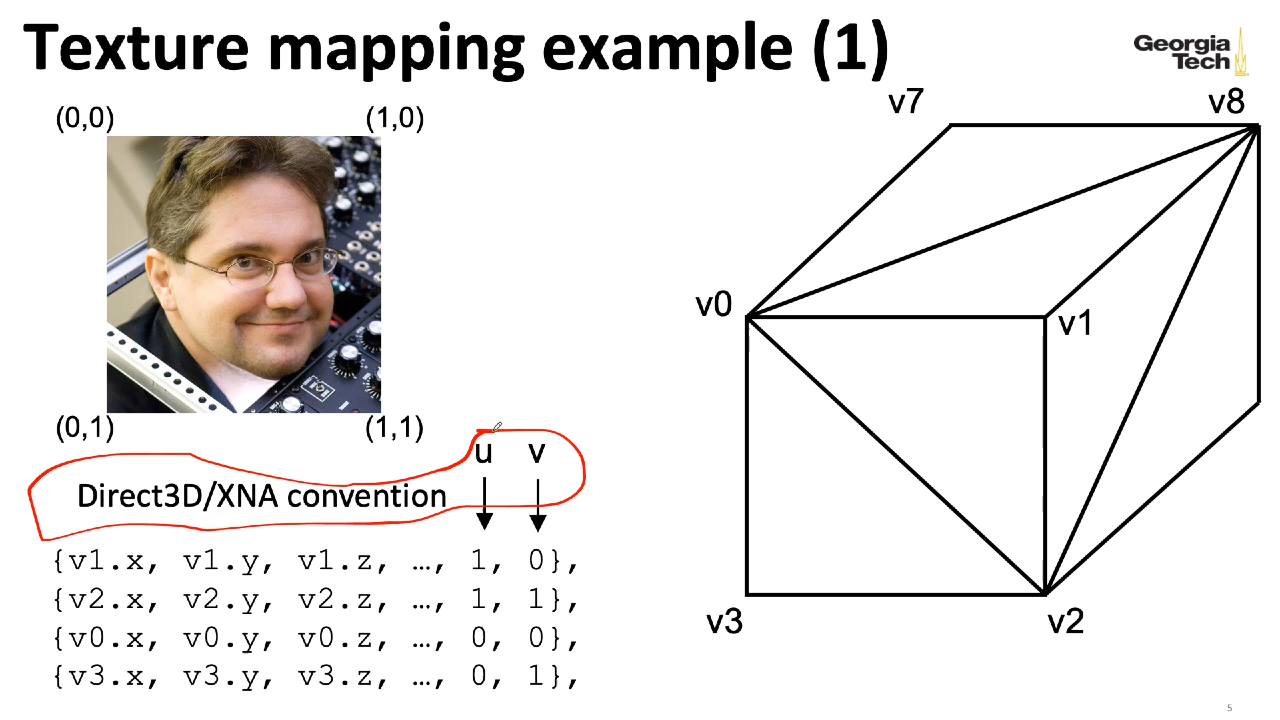 Texture mapping example (1)
Georgia
Tech
(0,0)
(1,0)
(0,1)
(1,1)
u v
Direct3D/XNA convention
{v1.x, v1.y, v1.z, …, 1, 0},
{v2.x, v2.y, v2.z, …, 1, 1},
{v0.x, v0.y, v0.z, …, 0, 0},
{v3.x, v3.y, v3.z, …, 0, 1},
v7
v8
v0
v1
v3
v2
5